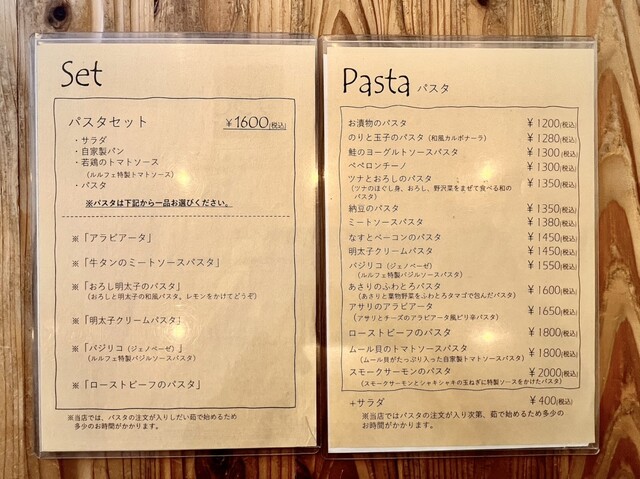 Set
パスタセット ￥1600(税込)
・サラダ
・自家製パン
・若鶏のトマトソース
(ルルフェ特製トマトソース)
・パスタ
※パスタは下記から一品お選びください。
※「アラビアータ」
※「牛タンのミートソースパスタ」
※「おろし明太子のパスタ」
(おろしと明太子の和風パスタ。レモンをかけてどうぞ)
※「明太子クリームパスタ」
※「バジリコ(ジェノベーゼ)」
(ルルフェ特製バジルソースパスタ)
※「ローストビーフのパスタ」
※当店では、パスタの注文が入りしだい茹で始めるため
多少のお時間がかかります。
Pasta パスタ
お漬物のパスタ ￥1200(税込)
のりと玉子のパスタ(和風カルボナーラ) ￥1280(税込)
鮭のヨーグルトソースパスタ ￥1300(税込)
ペペロンチーノ ￥1300(税込)
ツナとおろしのパスタ ￥1350(税込)
(ツナのほぐし身、おろし、野沢菜をまぜて食べる和の
パスタ)
納豆のパスタ ￥1350(税込)
ミートソースパスタ ￥1380(税込)
なすとベーコンのパスタ ￥1450(税込)
明太子クリームパスタ ￥1450(税込)
バジリコ(ジェノベーゼ) ￥1550(税込)
(ルルフェ特製バジルソースパスタ)
あさりのふわとろパスタ ￥1600(税込)
(あさりと葉物野菜をふわとろタマゴで包んだパスタ)
アサリのアラビアータ ￥1650(税込)
(アサリとチーズのアラビアータ風ピリ辛パスタ)
ローストビーフのパスタ ￥1800(税込)
ムール貝のトマトソースパスタ ￥1800(税込)
(ムール貝がたっぷり入った自家製トマトソースパスタ)
スモークサーモンのパスタ ￥2000(税込)
(スモークサーモンとシャキシャキの玉ねぎに特製ソースをかけたパスタ)
+サラダ ￥400(税込)
※当店ではパスタの注文が入り次第、茹で始めるため多少の
お時間がかかります。